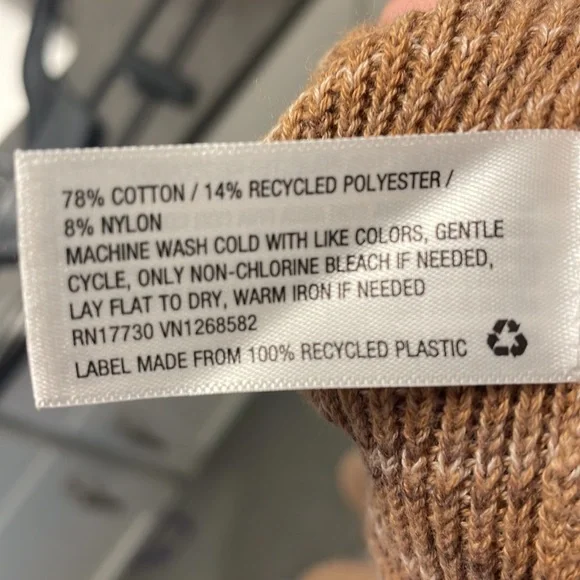 78% COTTON / 14% RECYCLED POLYESTER /
8% NYLON
MACHINE WASH COLD WITH LIKE COLORS, GENTLE
CYCLE, ONLY NON-CHLORINE BLEACH IF NEEDED,
LAY FLAT TO DRY, WARM IRON IF NEEDED
RN17730 VN1268582
LABEL MADE FROM 100% RECYCLED PLASTIC